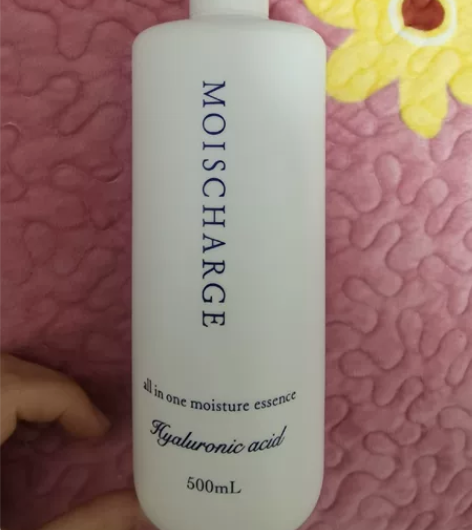 MOISCHARGE
all in one moisture essence
Hyaluronic acid
500mL